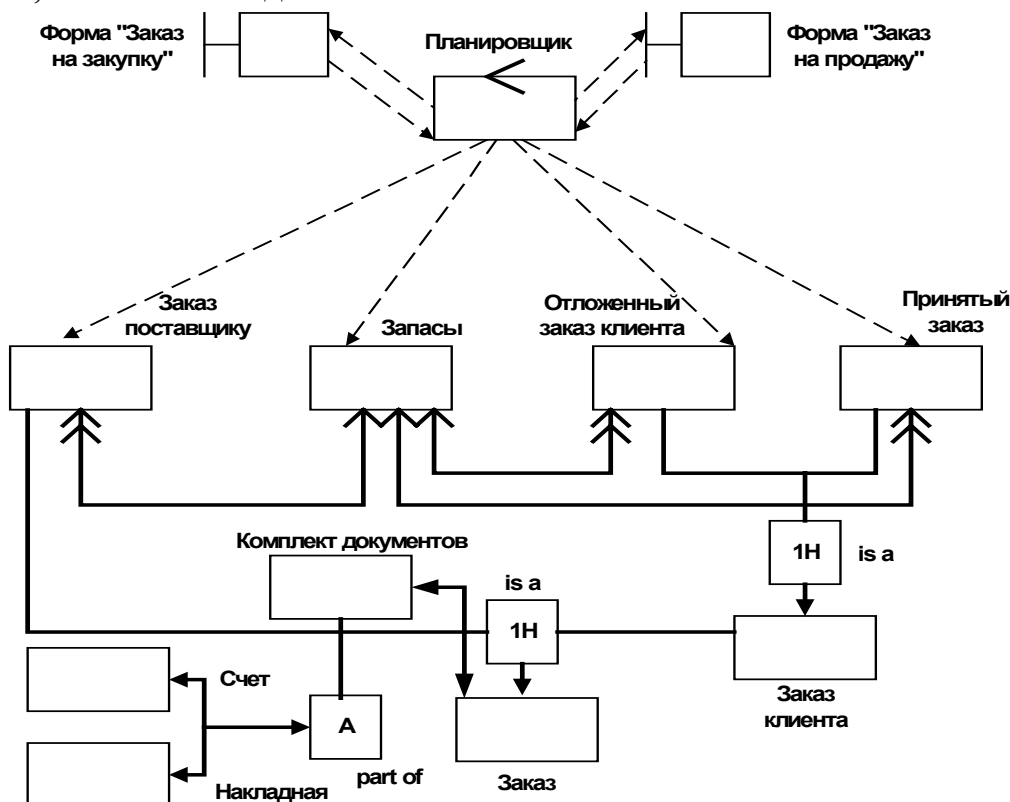 Форма "Заказ
на закупку"
Планировщик
Форма "Заказ
на продажу"
Заказ
поставщику
Запасы
Отложенный
заказ клиента
Принятый
заказ
1Н
is a
Комплект документов
is a
1Н
Заказ
клиента
Счет
А
part of
Накладная
Заказ